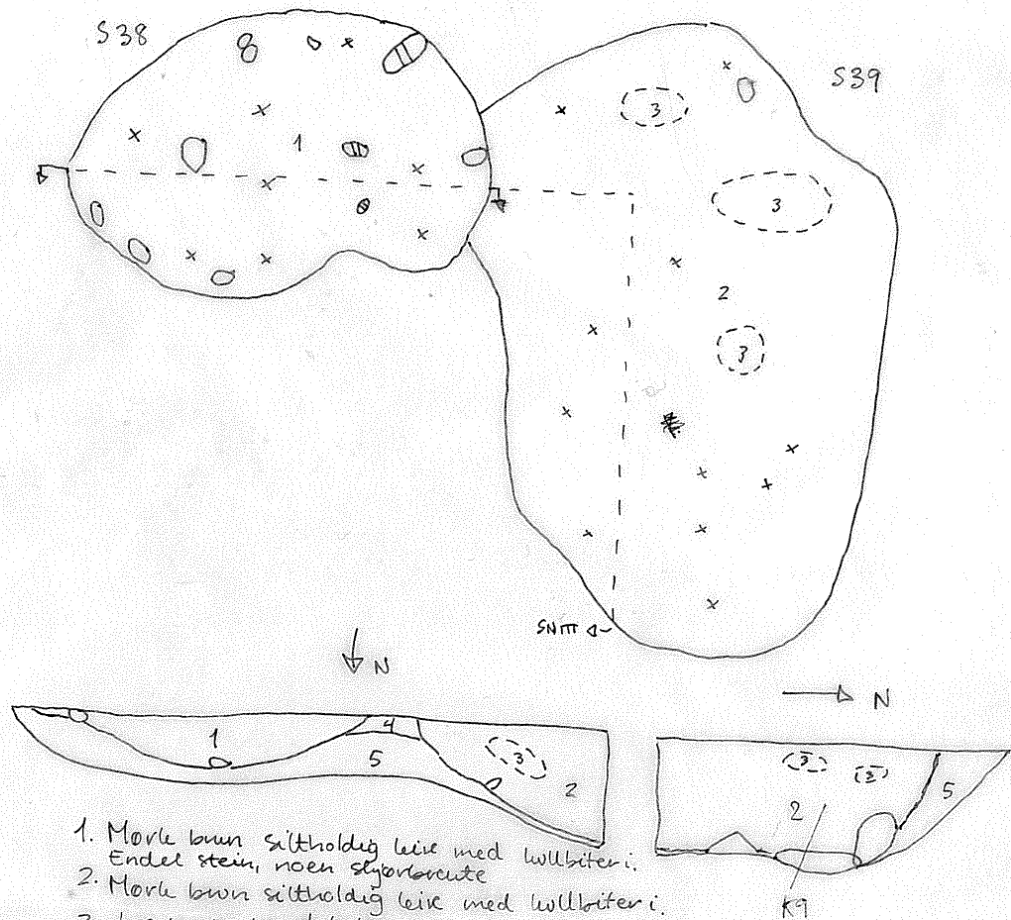 S38
S39
3
1
3
2
3
SNITT
N
N
1
4
5
3
2
3
3
2
5
K9
1. Mørk brun siltholdig leire med kullbiter i.
Endel stein, noen skjørbrente
2. Mørk brun siltholdig leire med kullbiter i.
3.